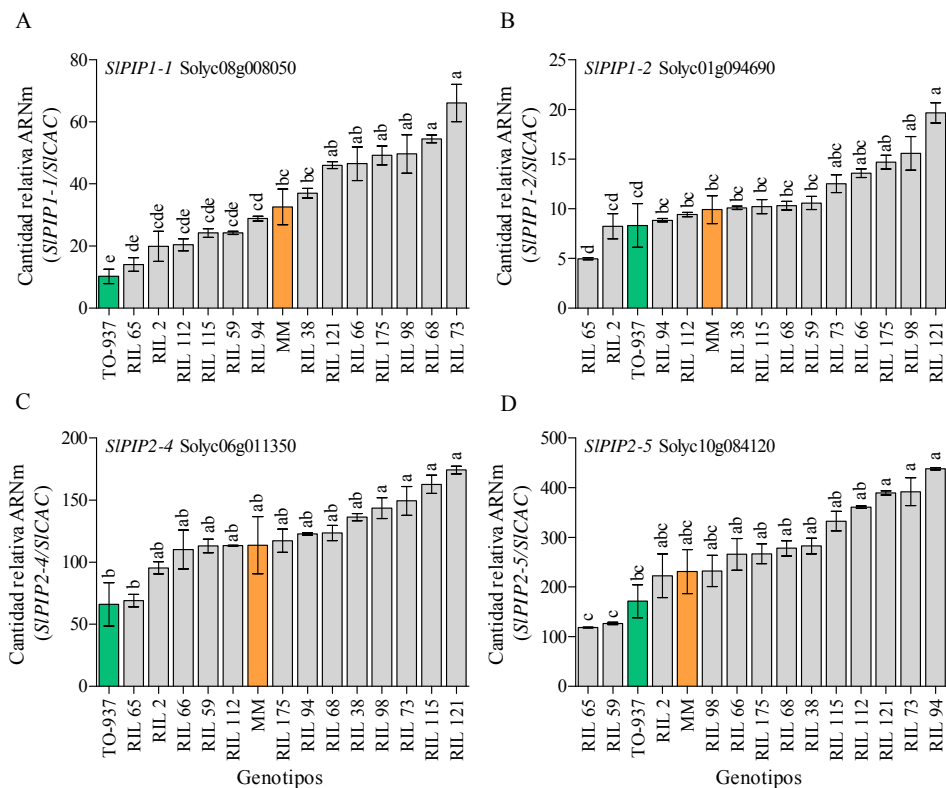 A
SlPIP1-1 Solyc08g008050
Cantidad relativa ARNm
(SlPIP1-1/SlCAC)
80
60
40
20
0
e
de
cde
cde
cde
cde
cd
bc
bc
ab
ab
ab
ab
a
a
TO-937
RIL 65
RIL 2
RIL 112
RIL 115
RIL 59
RIL 94
MM
RIL 38
RIL 121
RIL 66
RIL 175
RIL 98
RIL 68
RIL 73
B
SlPIP1-2 Solyc01g094690
Cantidad relativa ARNm
(SlPIP1-2/SlCAC)
25
20
15
10
5
0
d
cd
cd
bc
bc
bc
bc
bc
bc
bc
abc
abc
ab
ab
a
RIL 65
RIL 2
TO-937
RIL 94
RIL 112
MM
RIL 38
RIL 115
RIL 68
RIL 59
RIL 73
RIL 66
RIL 175
RIL 98
RIL 121
C
SlPIP2-4 Solyc06g011350
Cantidad relativa ARNm
(SlPIP2-4/SlCAC)
200
150
100
50
0
b
b
ab
ab
ab
ab
ab
ab
ab
ab
ab
a
a
a
a
TO-937
RIL 65
RIL 2
RIL 66
RIL 59
RIL 112
MM
RIL 175
RIL 94
RIL 68
RIL 38
RIL 98
RIL 73
RIL 115
RIL 121
Genotipos
D
SlPIP2-5 Solyc10g084120
Cantidad relativa ARNm
(SlPIP2-5/SlCAC)
500
400
300
200
100
0
c
c
bc
abc
abc
abc
ab
ab
ab
ab
ab
ab
a
a
a
RIL 65
RIL 59
TO-937
RIL 2
MM
RIL 98
RIL 66
RIL 175
RIL 68
RIL 38
RIL 115
RIL 112
RIL 121
RIL 73
RIL 94
Genotipos